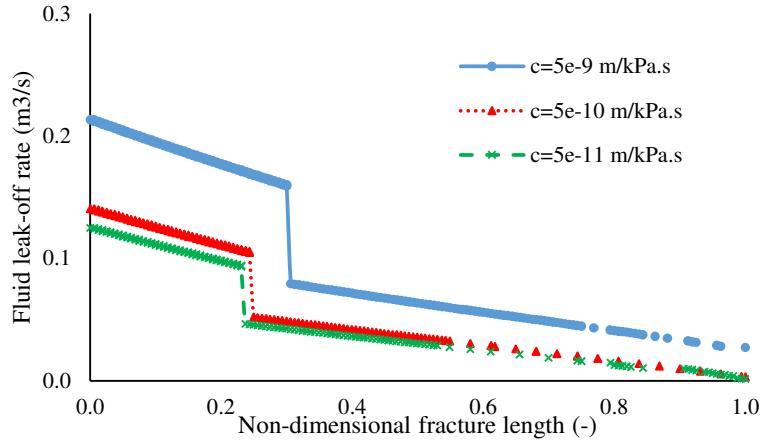 0.3
0.2
0.1
0.0
Fluid leak-off rate (m3/s)
c=5e-9 m/kPa.s
c=5e-10 m/kPa.s
c=5e-11 m/kPa.s
0.0 0.2 0.4 0.6 0.8 1.0
Non-dimensional fracture length (-)